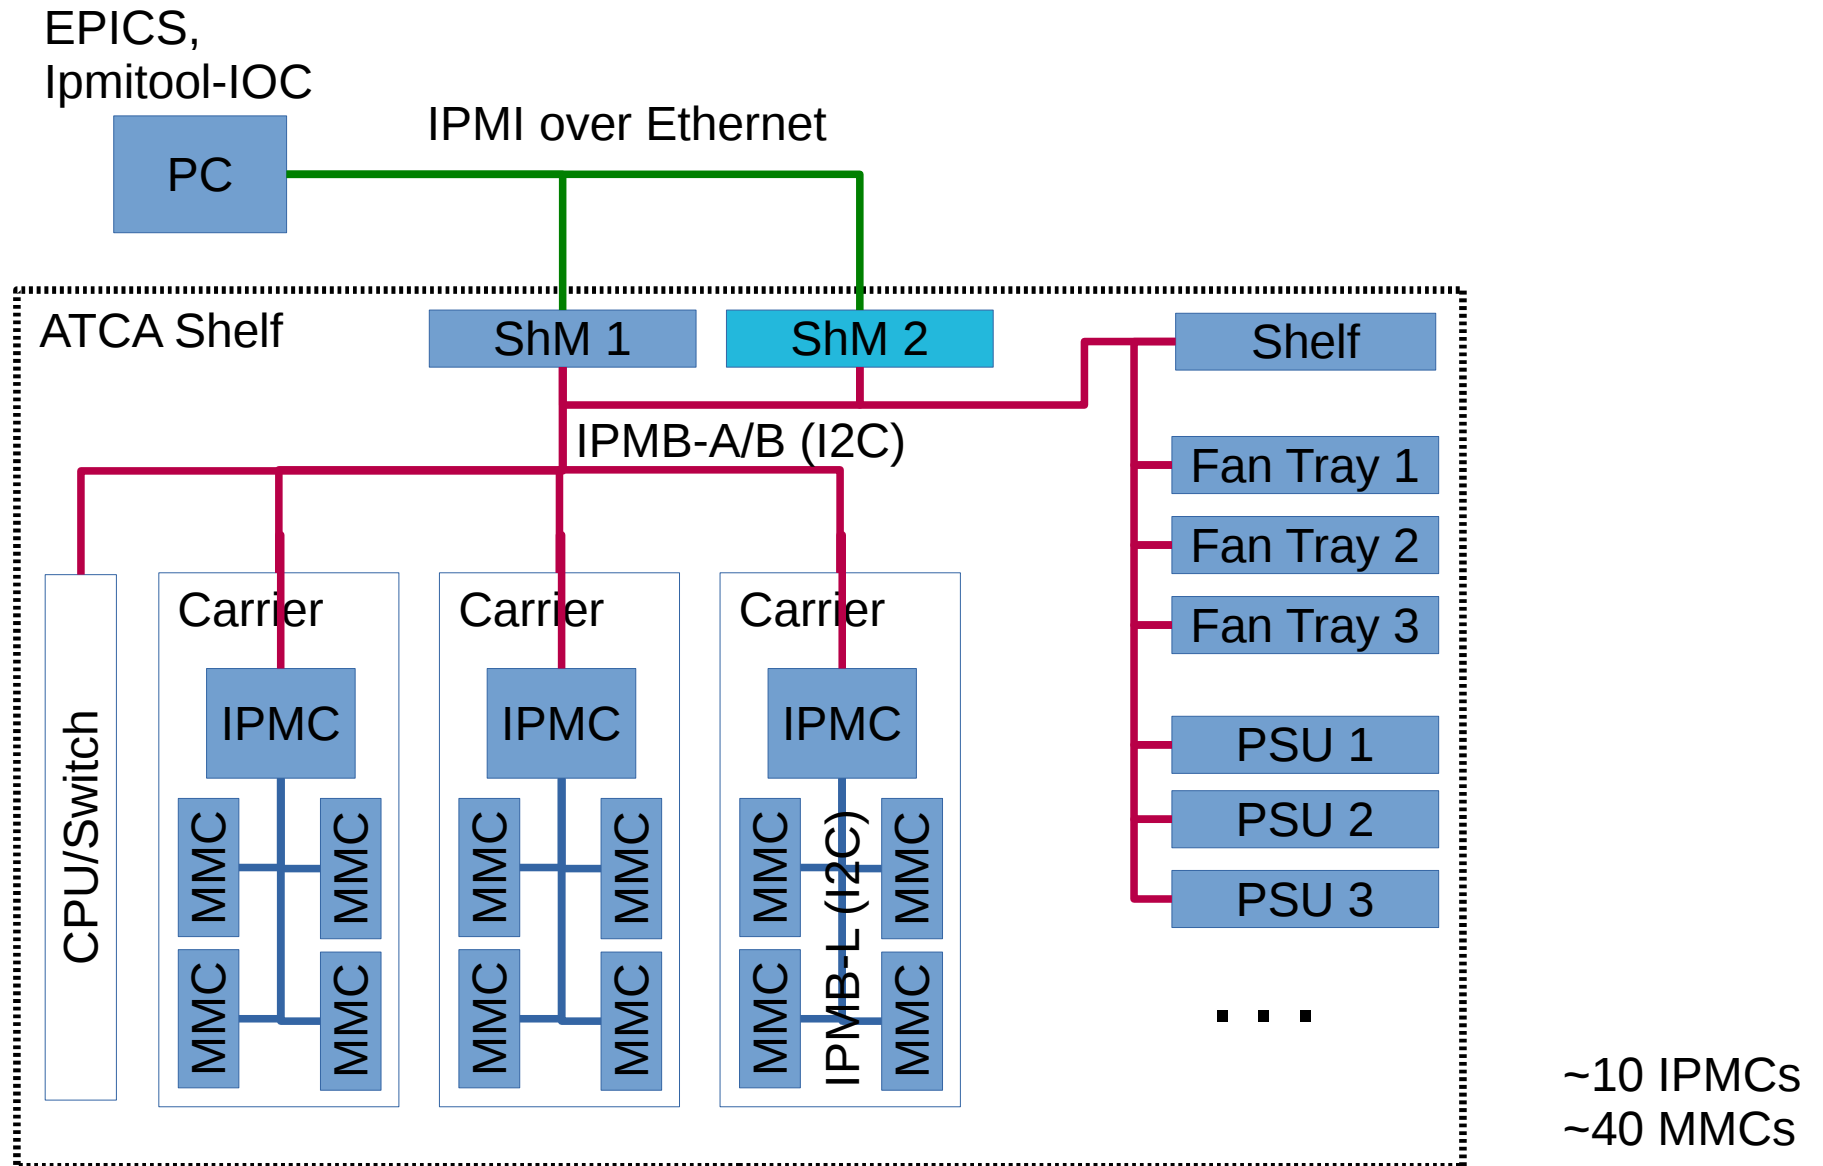 EPICS,
Ipmitool-IOC
IPMI over Ethernet
PC
ATCA Shelf
ShM 1
ShM 2
Shelf
IPMB-A/B (I2C)
Fan Tray 1
Fan Tray 2
Fan Tray 3
CPU/Switch
Carrier
Carrier
Carrier
IPMC
IPMC
IPMC
PSU 1
PSU 2
PSU 3
MMC
MMC
MMC
MMC
MMC
MMC
MMC
MMC
MMC
MMC
MMC
MMC
IPMB-L (I2C)
. . .
~10 IPMCs
~40 MMCs